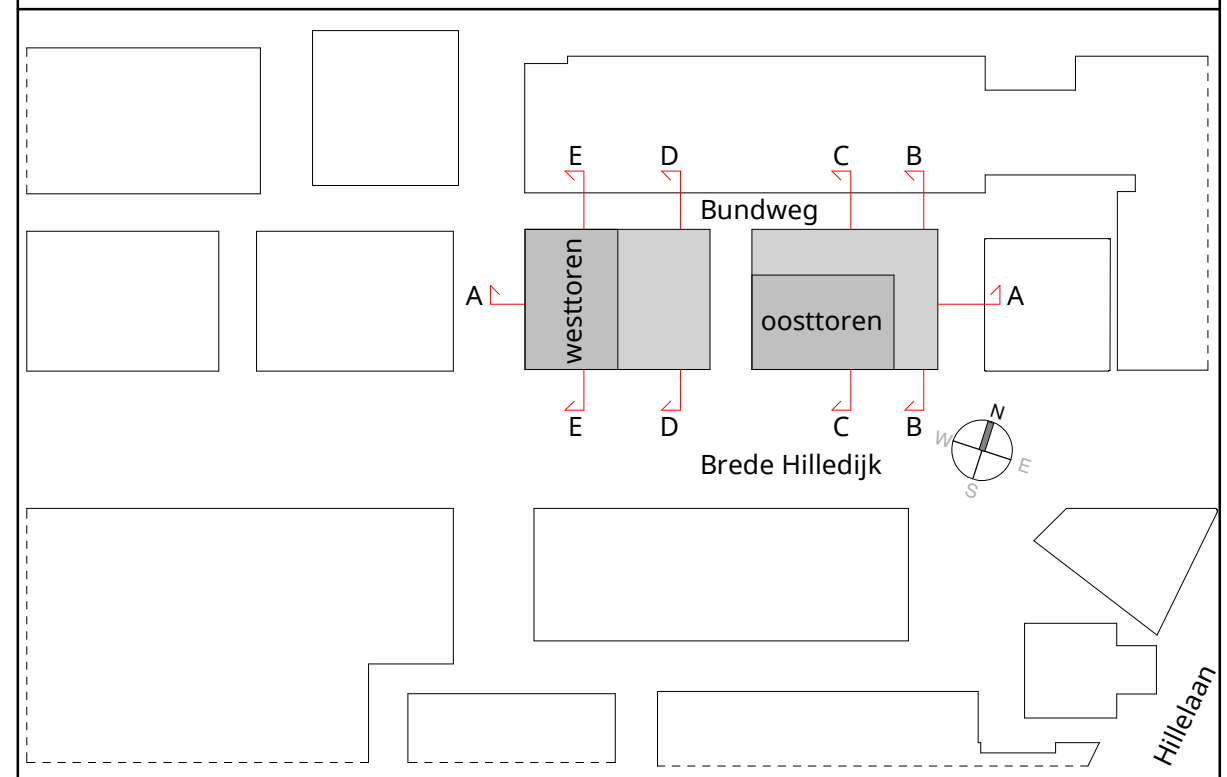 E
D
C
B
Bundweg
westtoren
oosttoren
A
A
E
D
C
B
N
W
E
S
Brede Hilledijk
Hillelaan